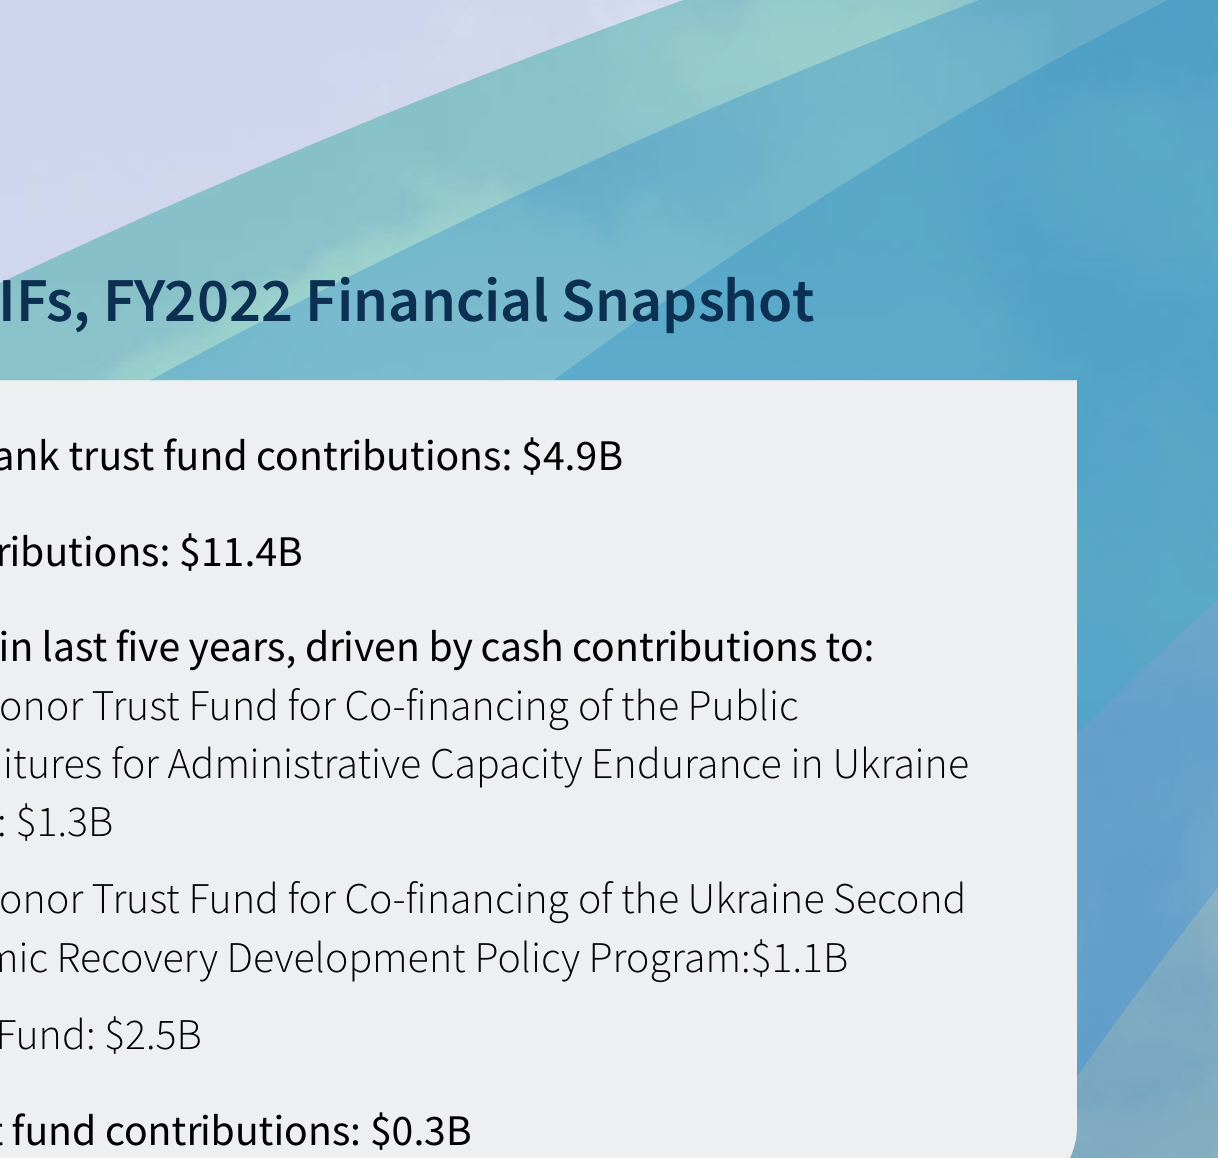 IFs, FY2022 Financial Snapshot
ank trust fund contributions: $4.9B
ributions: $11.4B
in last five years, driven by cash contributions to:
onor Trust Fund for Co-financing of the Public
itures for Administrative Capacity Endurance in Ukraine
: $1.3B
onor Trust Fund for Co-financing of the Ukraine Second
mic Recovery Development Policy Program:$1.1B
Fund: $2.5B
t fund contributions: $0.3B